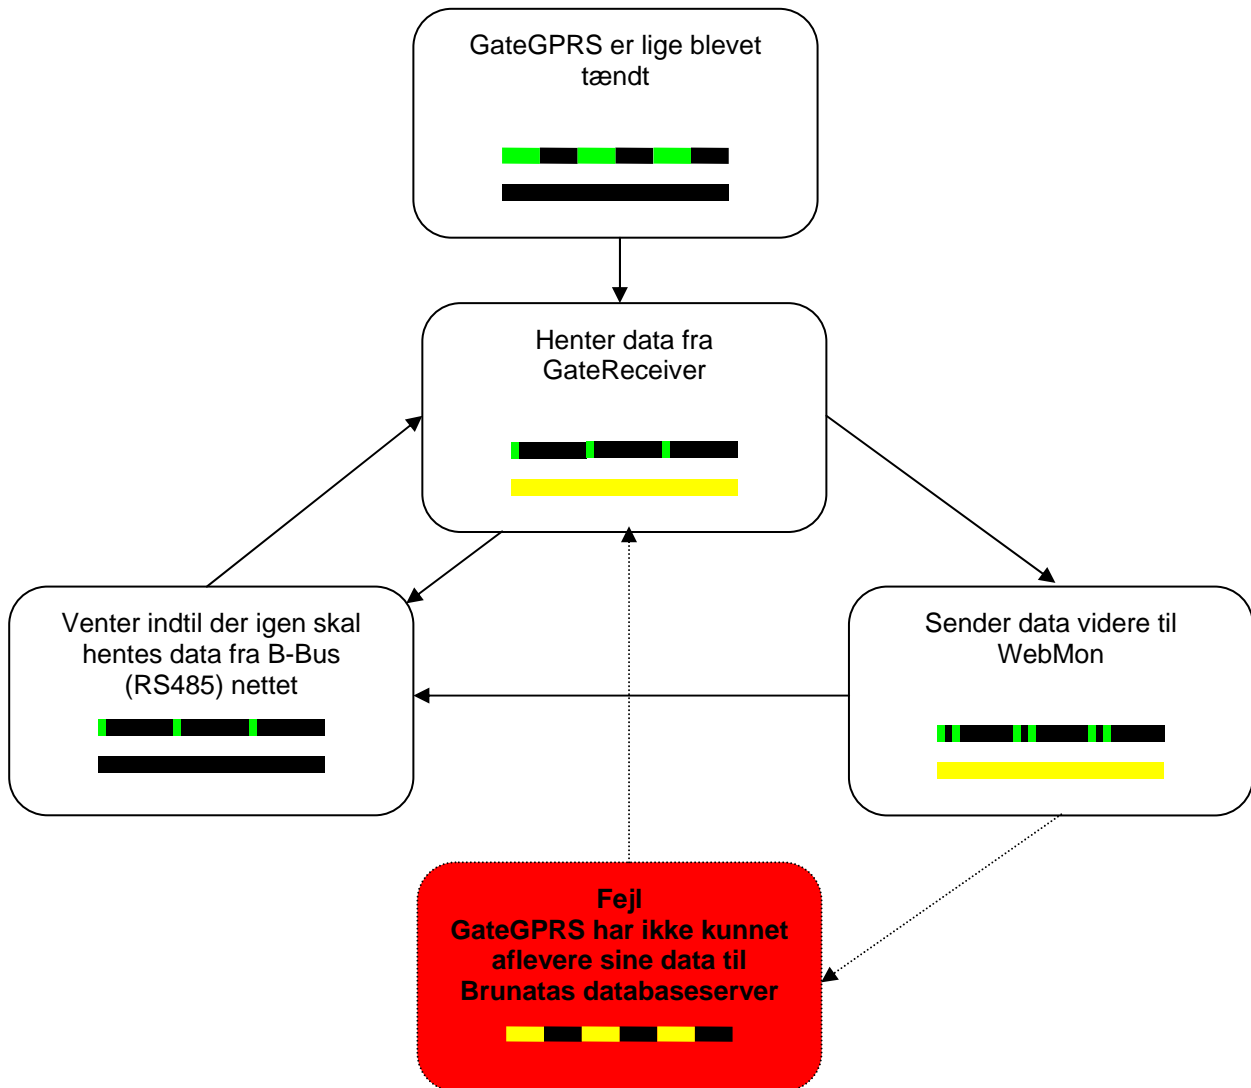 GateGPRS er lige blevet
tændt
Henter data fra
GateReceiver
Venter indtil der igen skal
hentes data fra B-Bus
(RS485) nettet
Sender data videre til
WebMon
Fejl
GateGPRS har ikke kunnet
aflevere sine data til
Brunatas databaseserver